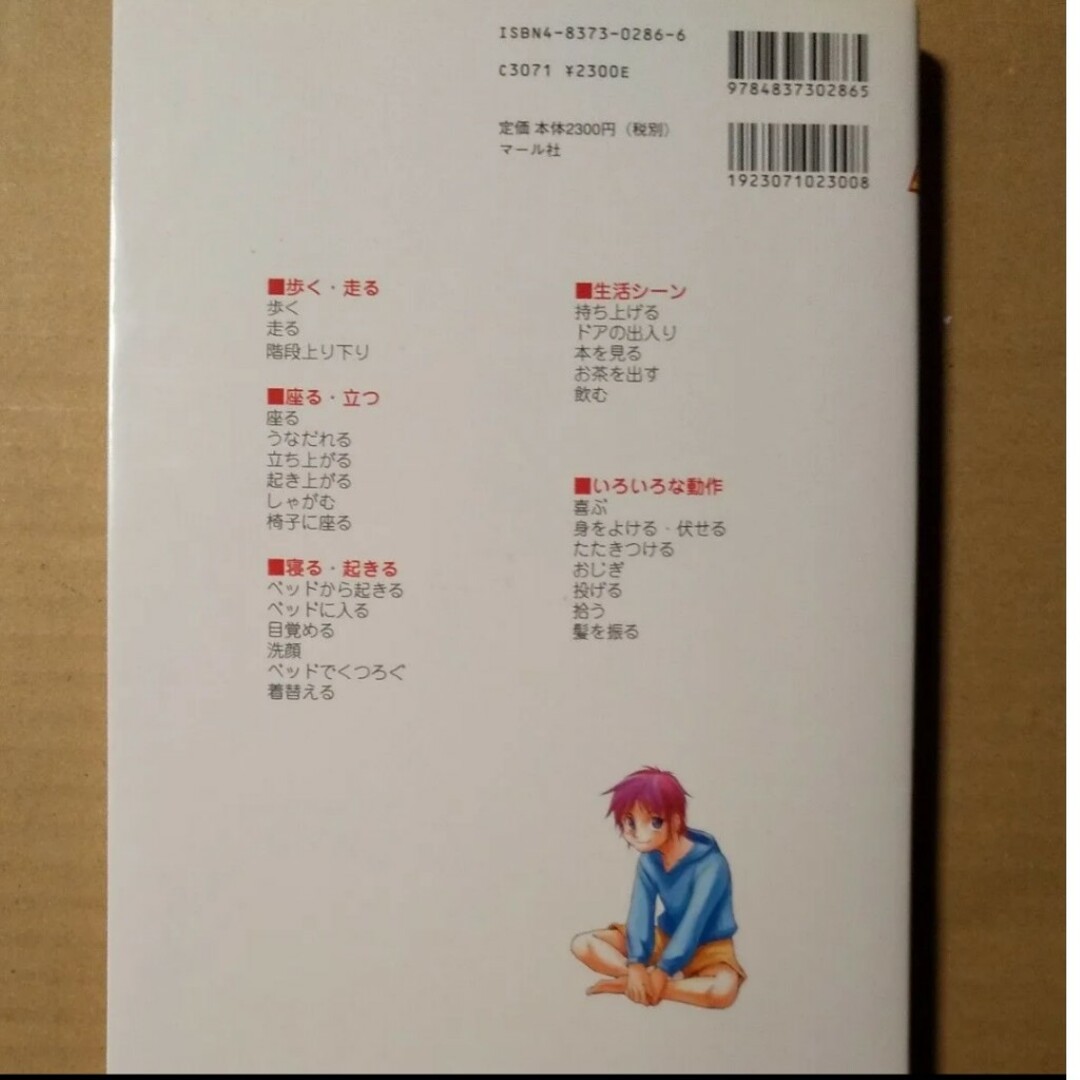 ISBN4-8373-0286-6
C3071 ¥2300E
9784837302865
定価 本体2300円（税別）
マール社
1923071023008
■歩く・走る
歩く
走る
階段上り下り
■座る・立つ
座る
うなだれる
立ち上がる
起き上がる
しゃがむ
椅子に座る
■寝る・起きる
ベッドから起きる
ベッドに入る
目覚める
洗顔
ベッドでくつろぐ
着替える
■生活シーン
持ち上げる
ドアの出入り
本を見る
お茶を出す
飲む
■いろいろな動作
喜ぶ
身をよける・伏せる
たたきつける
おじぎ
投げる
拾う
髪を振る